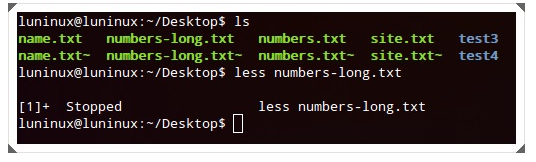 luninux@luninux:~/Desktop$ ls
name.txt   numbers-long.txt   numbers.txt   site.txt   test3
name.txt~  numbers-long.txt~  numbers.txt~  site.txt~  test4
luninux@luninux:~/Desktop$ less numbers-long.txt
[1]+  Stopped                 less numbers-long.txt
luninux@luninux:~/Desktop$